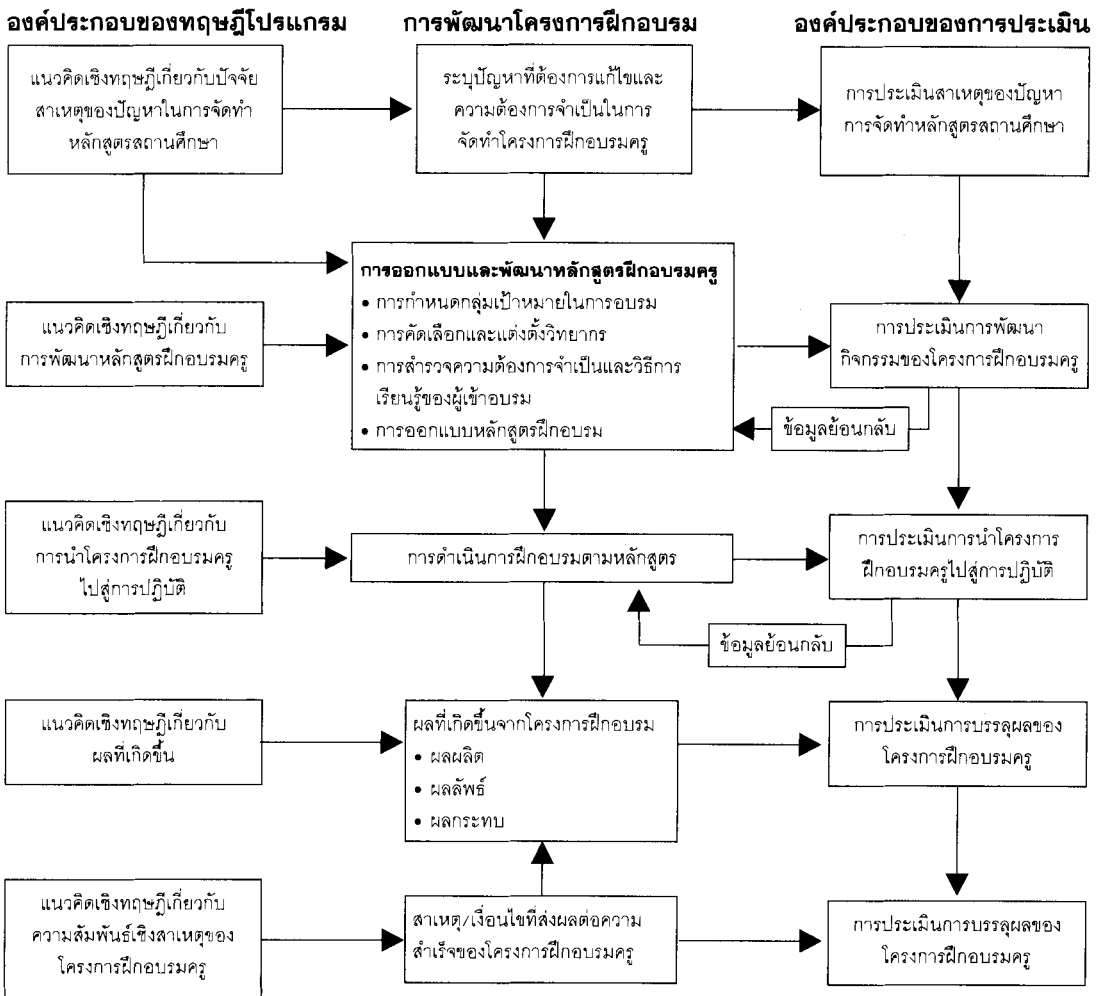 องค์ประกอบของทฤษฎีโปรแกรม
การพัฒนาโครงการฝึกอบรม
องค์ประกอบของการประเมิน
แนวคิดเชิงทฤษฎีเกี่ยวกับปัจจัย
สาเหตุของปัญหาในการจัดทำ
หลักสูตรสถานศึกษา
ระบุปัญหาที่ต้องการแก้ไขและ
ความต้องการจำเป็นในการ
จัดทำโครงการฝึกอบรมครู
การประเมินสาเหตุของปัญหา
การจัดทำหลักสูตรสถานศึกษา
แนวคิดเชิงทฤษฎีเกี่ยวกับ
การพัฒนาหลักสูตรฝึกอบรมครู
การออกแบบและพัฒนาหลักสูตรฝึกอบรมครู
• การกำหนดกลุ่มเป้าหมายในการอบรม
• การคัดเลือกและแต่งตั้งวิทยากร
• การสำรวจความต้องการจำเป็นและวิธีการ
เรียนรู้ของผู้เข้าอบรม
• การออกแบบหลักสูตรฝึกอบรม
การประเมินการพัฒนา
กิจกรรมของโครงการฝึกอบรมครู
ข้อมูลย้อนกลับ
แนวคิดเชิงทฤษฎีเกี่ยวกับ
การนำโครงการฝึกอบรมครู
ไปสู่การปฏิบัติ
การดำเนินการฝึกอบรมตามหลักสูตร
การประเมินการนำโครงการ
ฝึกอบรมครูไปสู่การปฏิบัติ
ข้อมูลย้อนกลับ
แนวคิดเชิงทฤษฎีเกี่ยวกับ
ผลที่เกิดขึ้น
ผลที่เกิดขึ้นจากโครงการฝึกอบรม
• ผลผลิต
• ผลลัพธ์
• ผลกระทบ
การประเมินการบรรลุผลของ
โครงการฝึกอบรมครู
แนวคิดเชิงทฤษฎีเกี่ยวกับ
ความสัมพันธ์เชิงสาเหตุของ
โครงการฝึกอบรมครู
สาเหตุ/เงื่อนไขที่ส่งผลต่อความ
สำเร็จของโครงการฝึกอบรมครู
การประเมินการบรรลุผลของ
โครงการฝึกอบรมครู